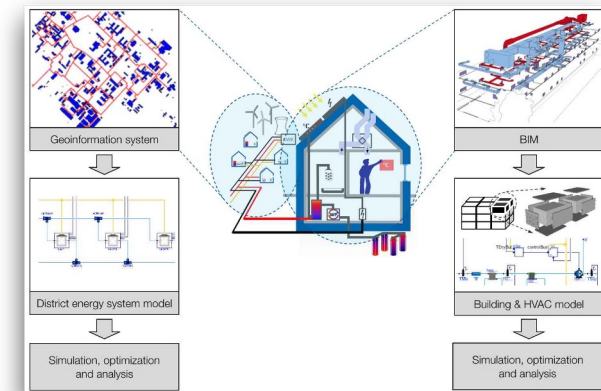 Geoinformation system
BIM
District energy system model
Building & HVAC model
Simulation, optimization
and analysis
Simulation, optimization
and analysis